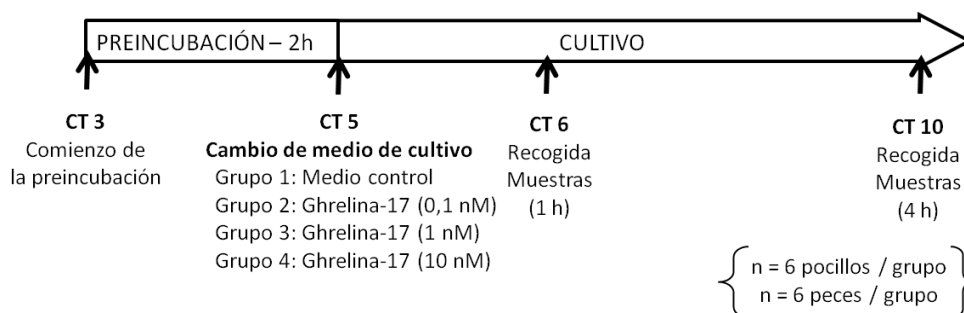 PREINCUBACIÓN – 2h
CULTIVO
CT 3
Comienzo de
la preincubación
CT 5
Cambio de medio de cultivo
Grupo 1: Medio control
Grupo 2: Ghrelina-17 (0,1 nM)
Grupo 3: Ghrelina-17 (1 nM)
Grupo 4: Ghrelina-17 (10 nM)
CT 6
Recogida
Muestras
(1 h)
CT 10
Recogida
Muestras
(4 h)
n = 6 pocillos / grupo
n = 6 peces / grupo